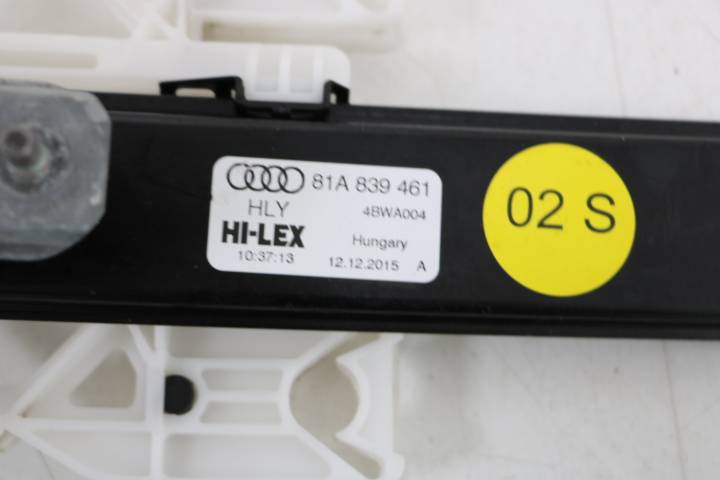 81A 839 461
HLY 4BWA004
HI-LEX Hungary
10:37:13 12.12.2015 A
02 S